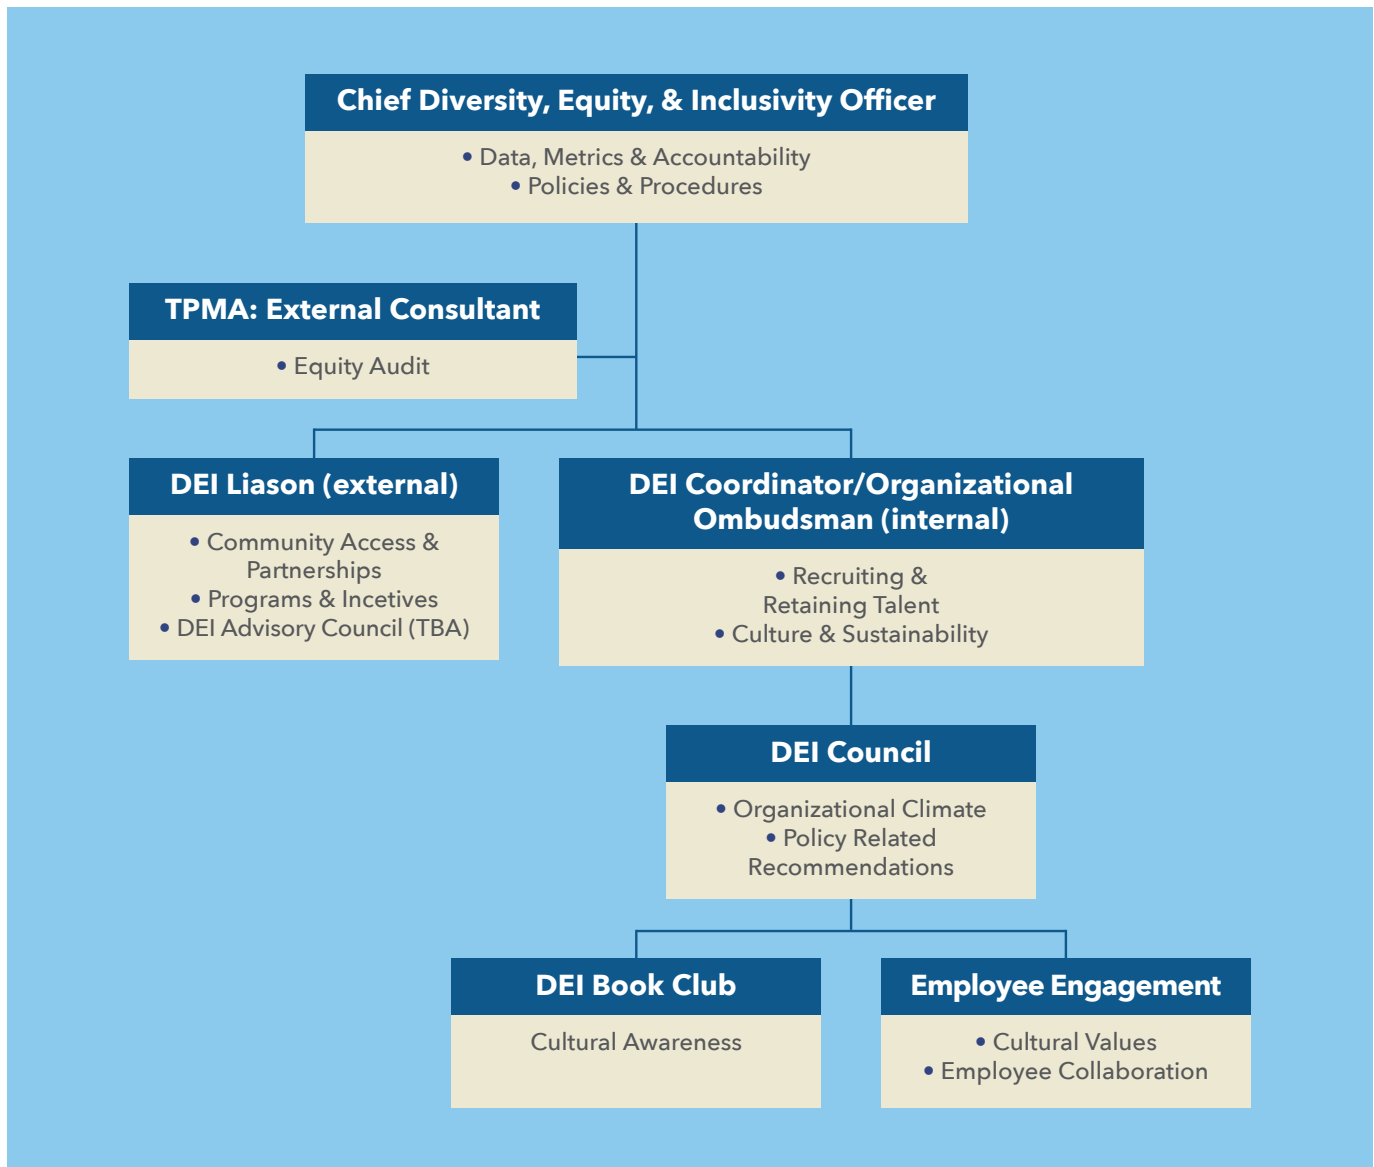 Chief Diversity, Equity, & Inclusivity Officer
• Data, Metrics & Accountability
• Policies & Procedures
TPMA: External Consultant
• Equity Audit
DEI Liason (external)
• Community Access &
Partnerships
• Programs & Incetives
• DEI Advisory Council (TBA)
DEI Coordinator/Organizational
Ombudsman (internal)
• Recruiting &
Retaining Talent
• Culture & Sustainability
DEI Council
• Organizational Climate
• Policy Related
Recommendations
DEI Book Club
Cultural Awareness
Employee Engagement
• Cultural Values
• Employee Collaboration